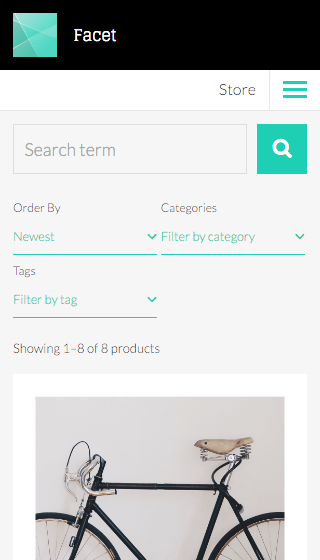 Facet
Store
Search term
Order By
Categories
Newest
Filter by category
Tags
Filter by tag
Showing 1–8 of 8 products